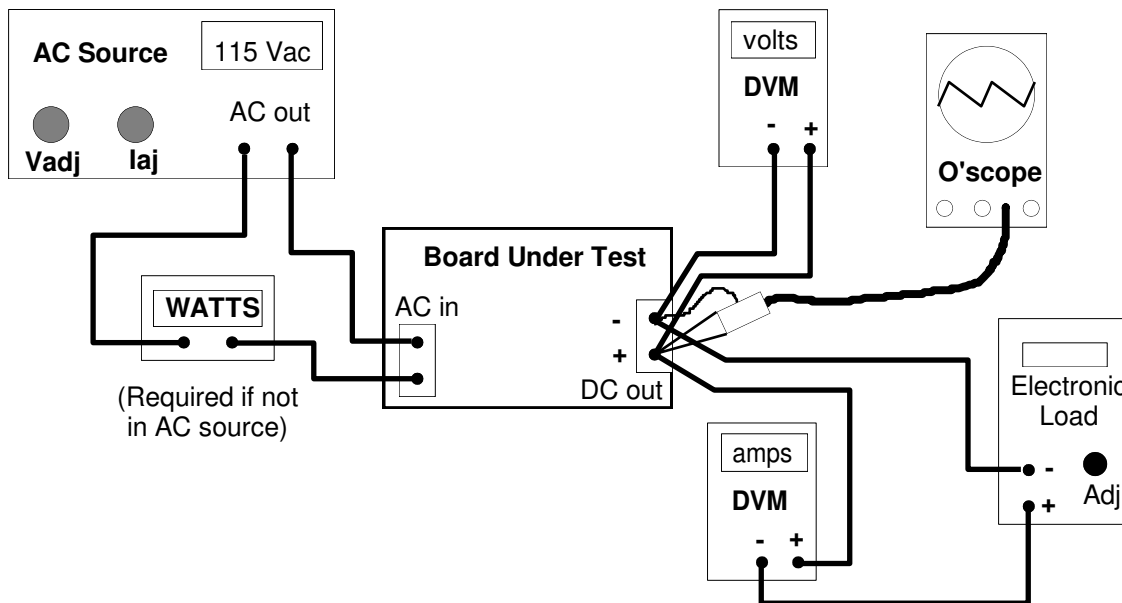 AC Source
115 Vac
AC out
Vadj
Iaj
WATTS
(Required if not
in AC source)
Board Under Test
AC in
-
+
DC out
volts
DVM
- +
O'scope
amps
DVM
- +
Electronic
Load
-
+
Adj